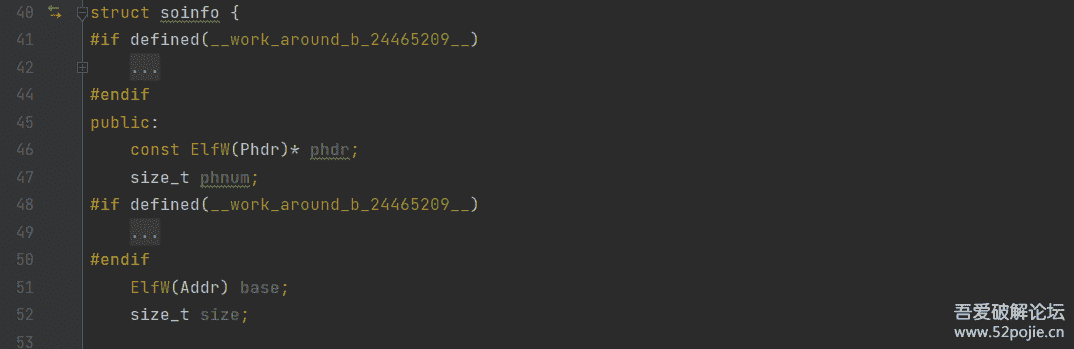 40 struct soinfo {
41 #if defined(__work_around_b_24465209__)
42 ...
44 #endif
45 public:
46 const ElfW(Phdr)* phdr;
47 size_t phnum;
48 #if defined(__work_around_b_24465209__)
49 ...
50 #endif
51 ElfW(Addr) base;
52 size_t size;
53
吾爱破解论坛
www.52pojie.cn